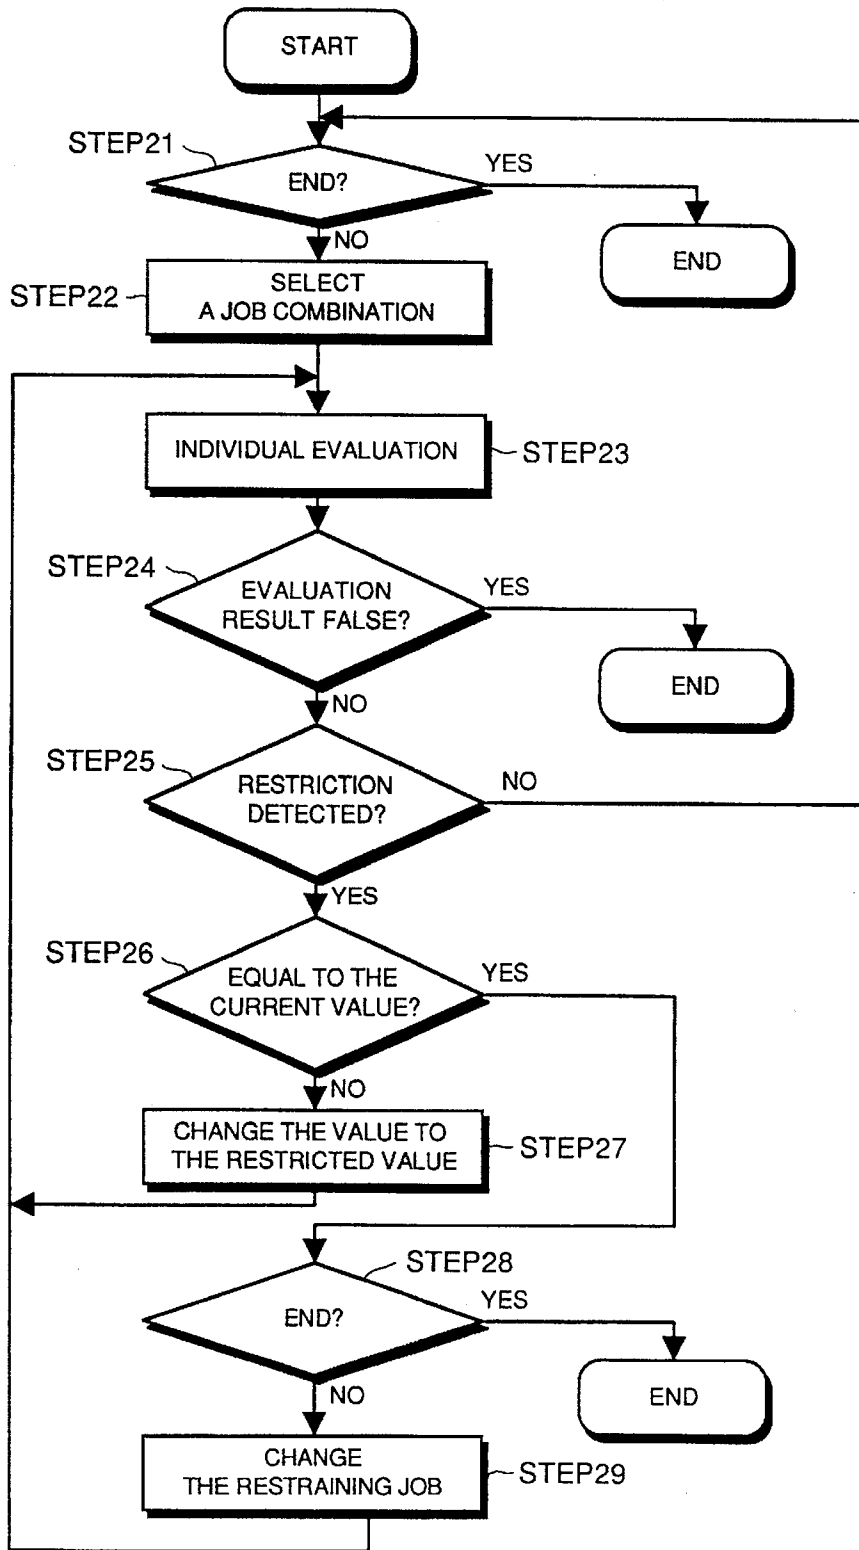 START
STEP21
END?
YES
END
NO
STEP22
SELECT
A JOB COMBINATION
INDIVIDUAL EVALUATION
STEP23
STEP24
EVALUATION
RESULT FALSE?
YES
END
NO
STEP25
RESTRICTION
DETECTED?
NO
YES
STEP26
EQUAL TO THE
CURRENT VALUE?
YES
NO
CHANGE THE VALUE TO
THE RESTRICTED VALUE
STEP27
STEP28
END?
YES
END
NO
CHANGE
THE RESTRAINING JOB
STEP29